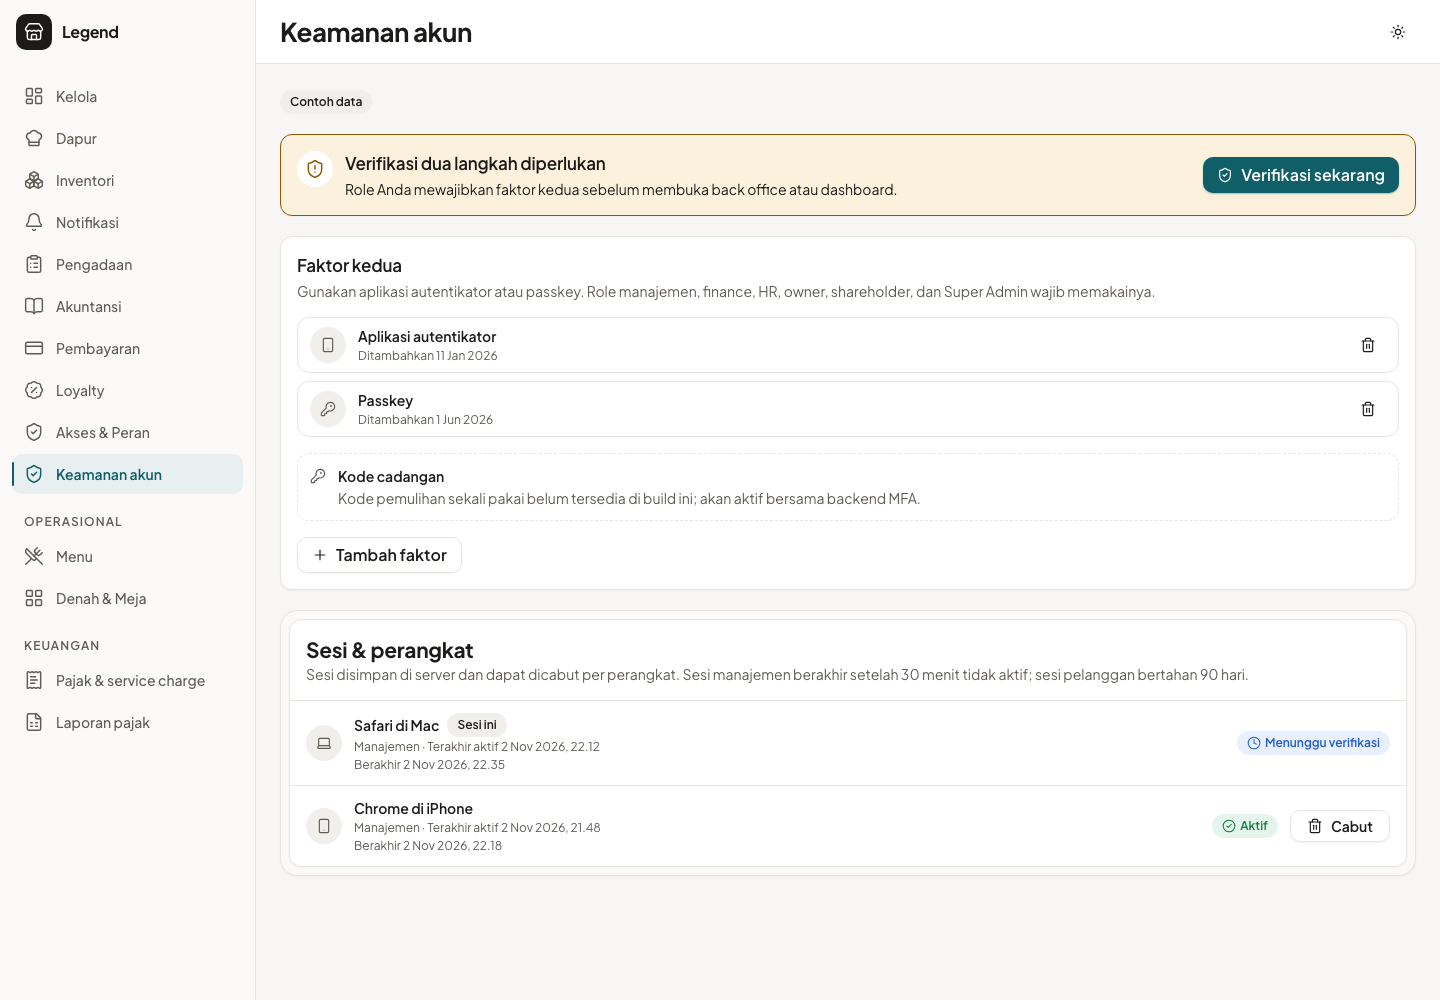 Legend
Kelola
Dapur
Inventori
Notifikasi
Pengadaan
Akuntansi
Pembayaran
Loyalty
Akses & Peran
Keamanan akun
OPERASIONAL
Menu
Denah & Meja
KEUANGAN
Pajak & service charge
Laporan pajak
Keamanan akun
Contoh data
Verifikasi dua langkah diperlukan
Role Anda mewajibkan faktor kedua sebelum membuka back office atau dashboard.
Verifikasi sekarang
Faktor kedua
Gunakan aplikasi autentikator atau passkey. Role manajemen, finance, HR, owner, shareholder, dan Super Admin wajib memakainya.
Aplikasi autentikator
Ditambahkan 11 Jan 2026
Passkey
Ditambahkan 1 Jun 2026
Kode cadangan
Kode pemulihan sekali pakai belum tersedia di build ini; akan aktif bersama backend MFA.
Tambah faktor
Sesi & perangkat
Sesi disimpan di server dan dapat dicabut per perangkat. Sesi manajemen berakhir setelah 30 menit tidak aktif; sesi pelanggan bertahan 90 hari.
Safari di Mac Sesi ini
Manajemen · Terakhir aktif 2 Nov 2026, 22.12
Berakhir 2 Nov 2026, 22.35
Menunggu verifikasi
Chrome di iPhone
Manajemen · Terakhir aktif 2 Nov 2026, 21.48
Berakhir 2 Nov 2026, 22.18
Aktif
Cabut